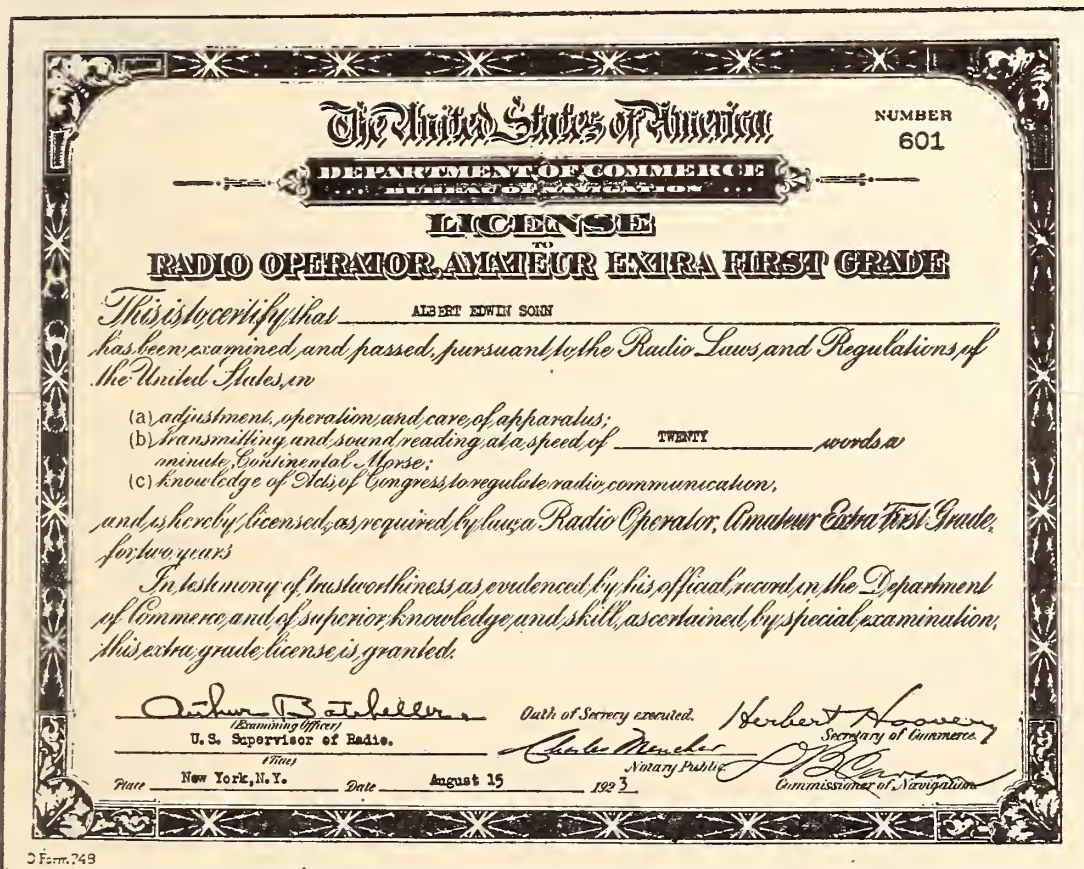 The United States of America
NUMBER
601
DEPARTMENT OF COMMERCE
BUREAU OF NAVIGATION
LICENSE
TO
RADIO OPERATOR, AMATEUR EXTRA FIRST GRADE
This is to certify that ALBERT EDWIN SONN
has been examined and passed, pursuant to the Radio Laws and Regulations of
the United States, in
(a) adjustment, operation and care of apparatus;
(b) transmitting and sound reading at a speed of TWENTY words a
minute, Continental Morse;
(c) knowledge of Acts of Congress to regulate radio communication,
and is hereby licensed, as required by law, a Radio Operator, Amateur Extra First Grade,
for two years
In testimony of trustworthiness as evidenced by his official record in the Department
of Commerce, and of superior knowledge and skill, ascertained by special examination,
this extra grade license is granted.
Arthur Batcheller
(Examining Officer)
U.S. Supervisor of Radio.
(Title)
Oath of Secrecy executed.
Charles Mencher
Notary Public
Herbert Hoover
Secretary of Commerce
Commissioner of Navigation
Place New York, N.Y. Date August 15 1923
Form 749